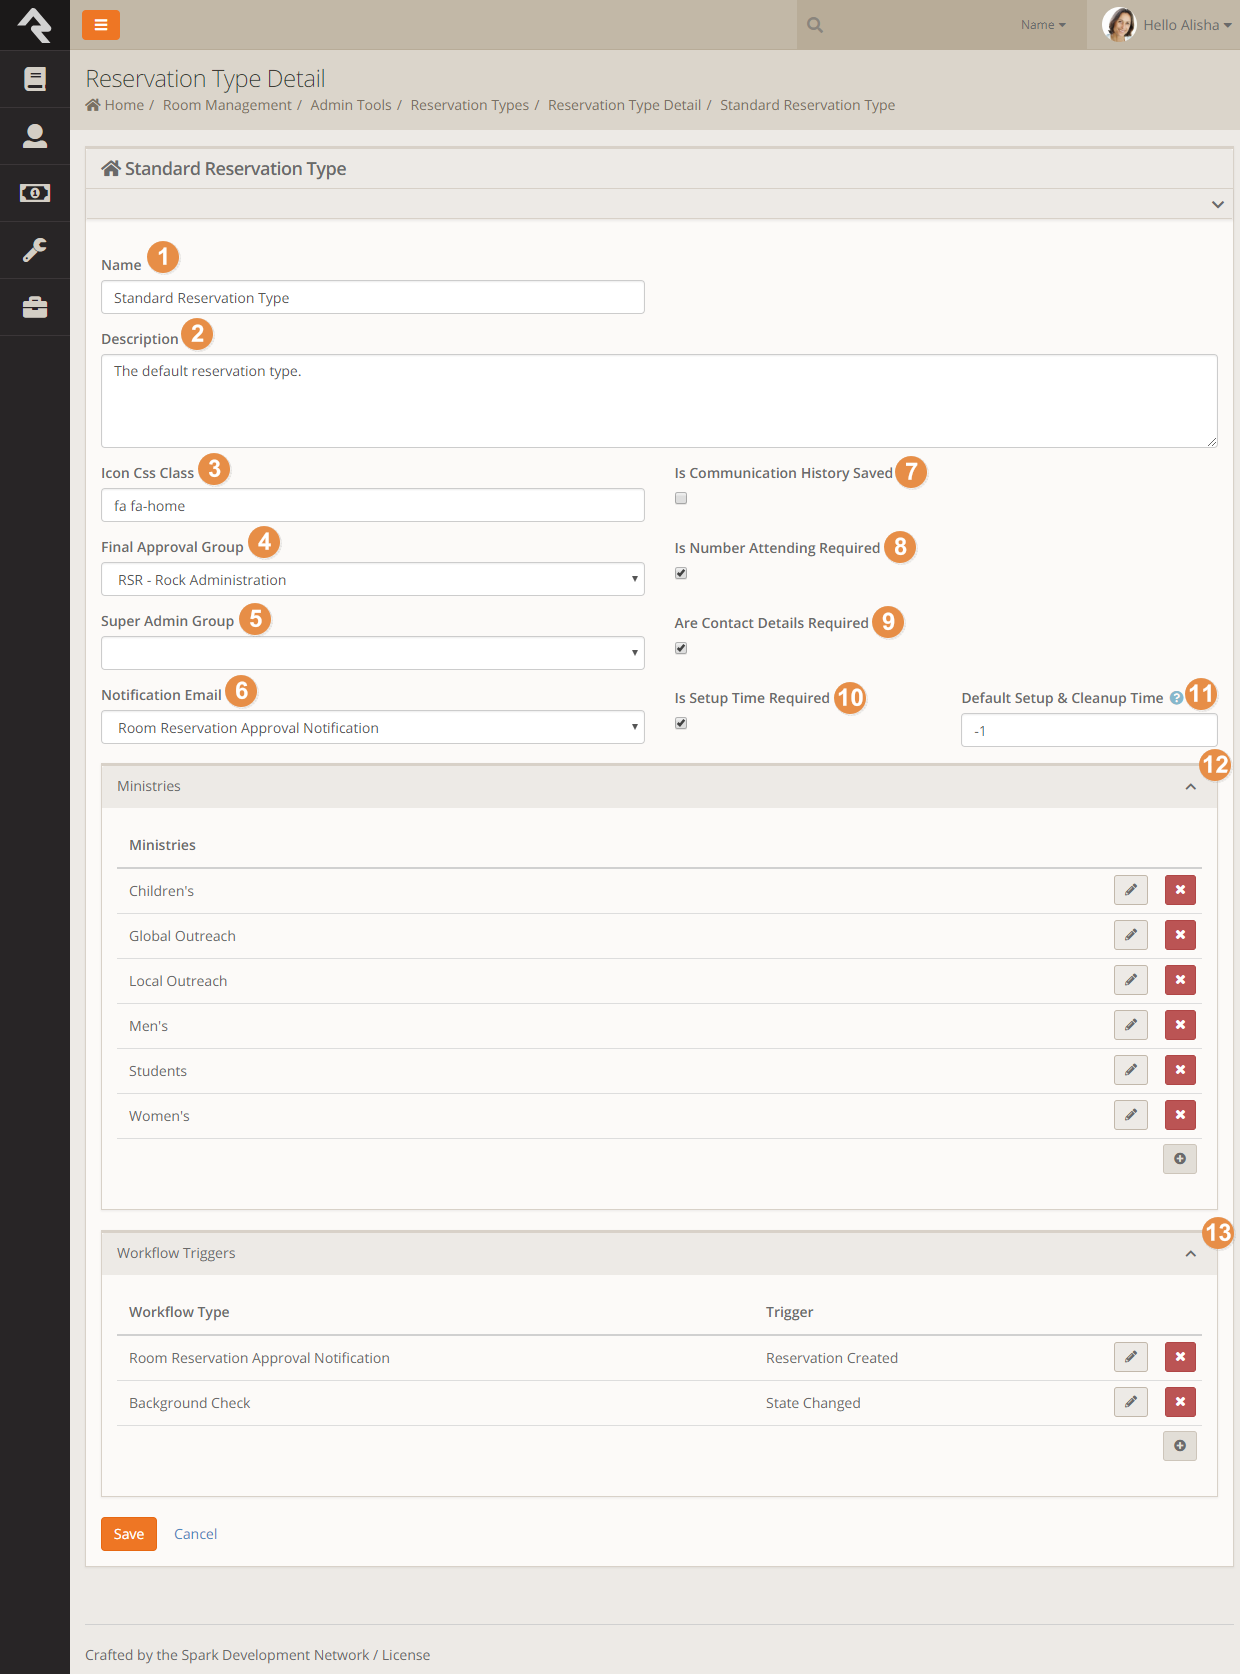 Name
Hello Alisha
Reservation Type Detail
Home / Room Management / Admin Tools / Reservation Types / Reservation Type Detail / Standard Reservation Type
Standard Reservation Type
Name 1
Standard Reservation Type
Description 2
The default reservation type.
Icon Css Class 3
fa fa-home
Is Communication History Saved 7
Final Approval Group 4
RSR - Rock Administration
Is Number Attending Required 8
Super Admin Group 5
Are Contact Details Required 9
Notification Email 6
Room Reservation Approval Notification
Is Setup Time Required 10
Default Setup & Cleanup Time ? 11
-1
12
Ministries
Ministries
Children's
Global Outreach
Local Outreach
Men's
Students
Women's
13
Workflow Triggers
Workflow Type Trigger
Room Reservation Approval Notification Reservation Created
Background Check State Changed
Save Cancel
Crafted by the Spark Development Network / License